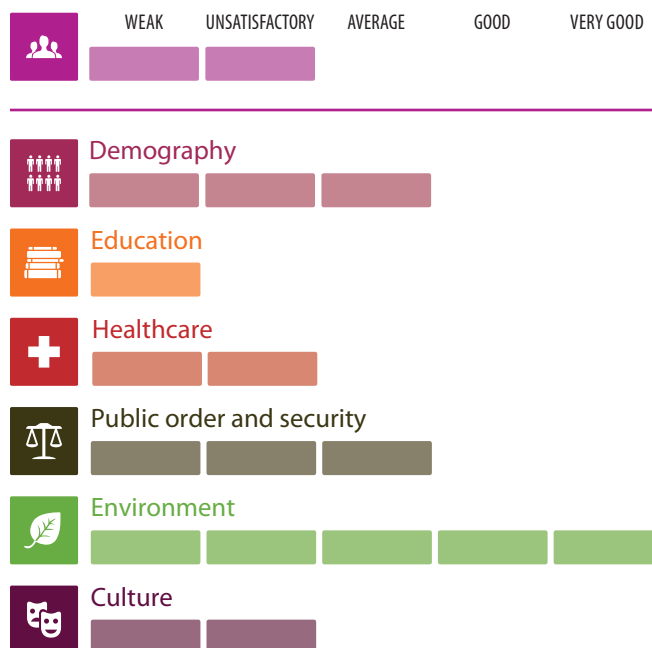 WEAK UNSATISFACTORY AVERAGE GOOD VERY GOOD
Demography
Education
Healthcare
Public order and security
Environment
Culture